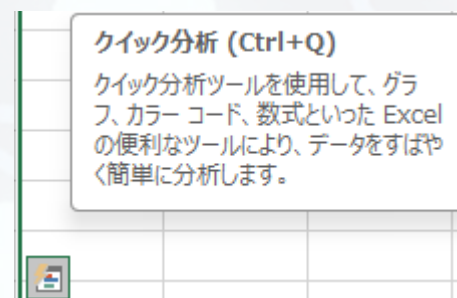 クイック分析 (Ctrl+Q)
クイック分析ツールを使用して、グラ
フ、カラー コード、数式といった Excel
の便利なツールにより、データをすばや
く簡単に分析します。